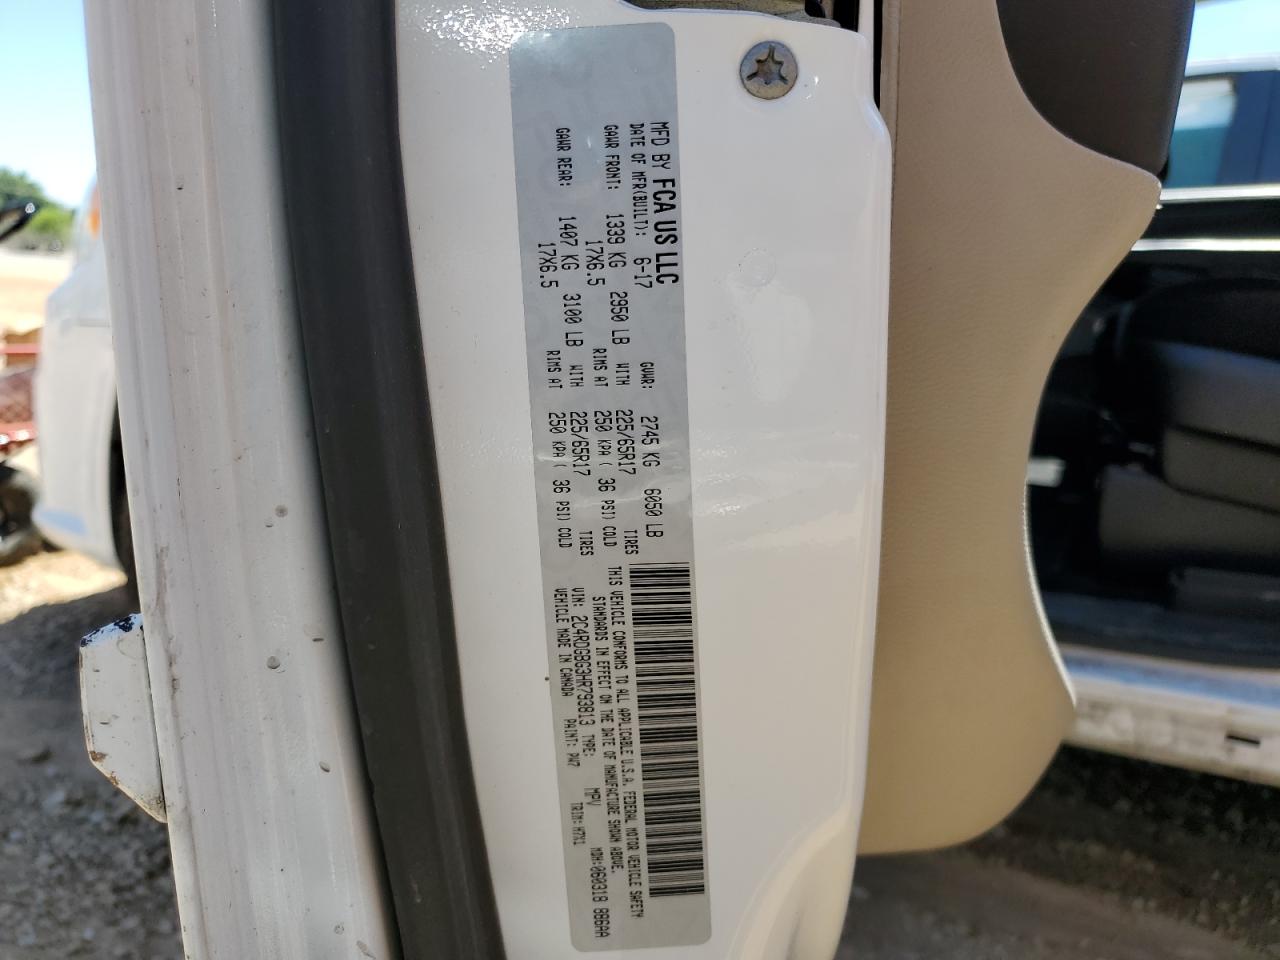 MFD BY FCA US LLC
DATE OF MFR(BUILT): 6-17 GVWR: 2745 KG 6050 LB
GAWR FRONT: 1339 KG 2950 LB WITH 225/65R17 TIRES
17X6.5 RIMS AT 250 KPA( 36 PSI) COLD
GAWR REAR: 1407 KG 3100 LB WITH 225/65R17 TIRES
17X6.5 RIMS AT 250 KPA( 36 PSI) COLD
THIS VEHICLE CONFORMS TO ALL APPLICABLE U.S.A. FEDERAL MOTOR VEHICLE SAFETY
STANDARDS IN EFFECT ON THE DATE OF MANUFACTURE SHOWN ABOVE.
VIN: 2C4RDGBG3HR793813 TYPE: MPV MDH:060318 886AA
VEHICLE MADE IN CANADA PAINT: PW7 TRIM:H7X1